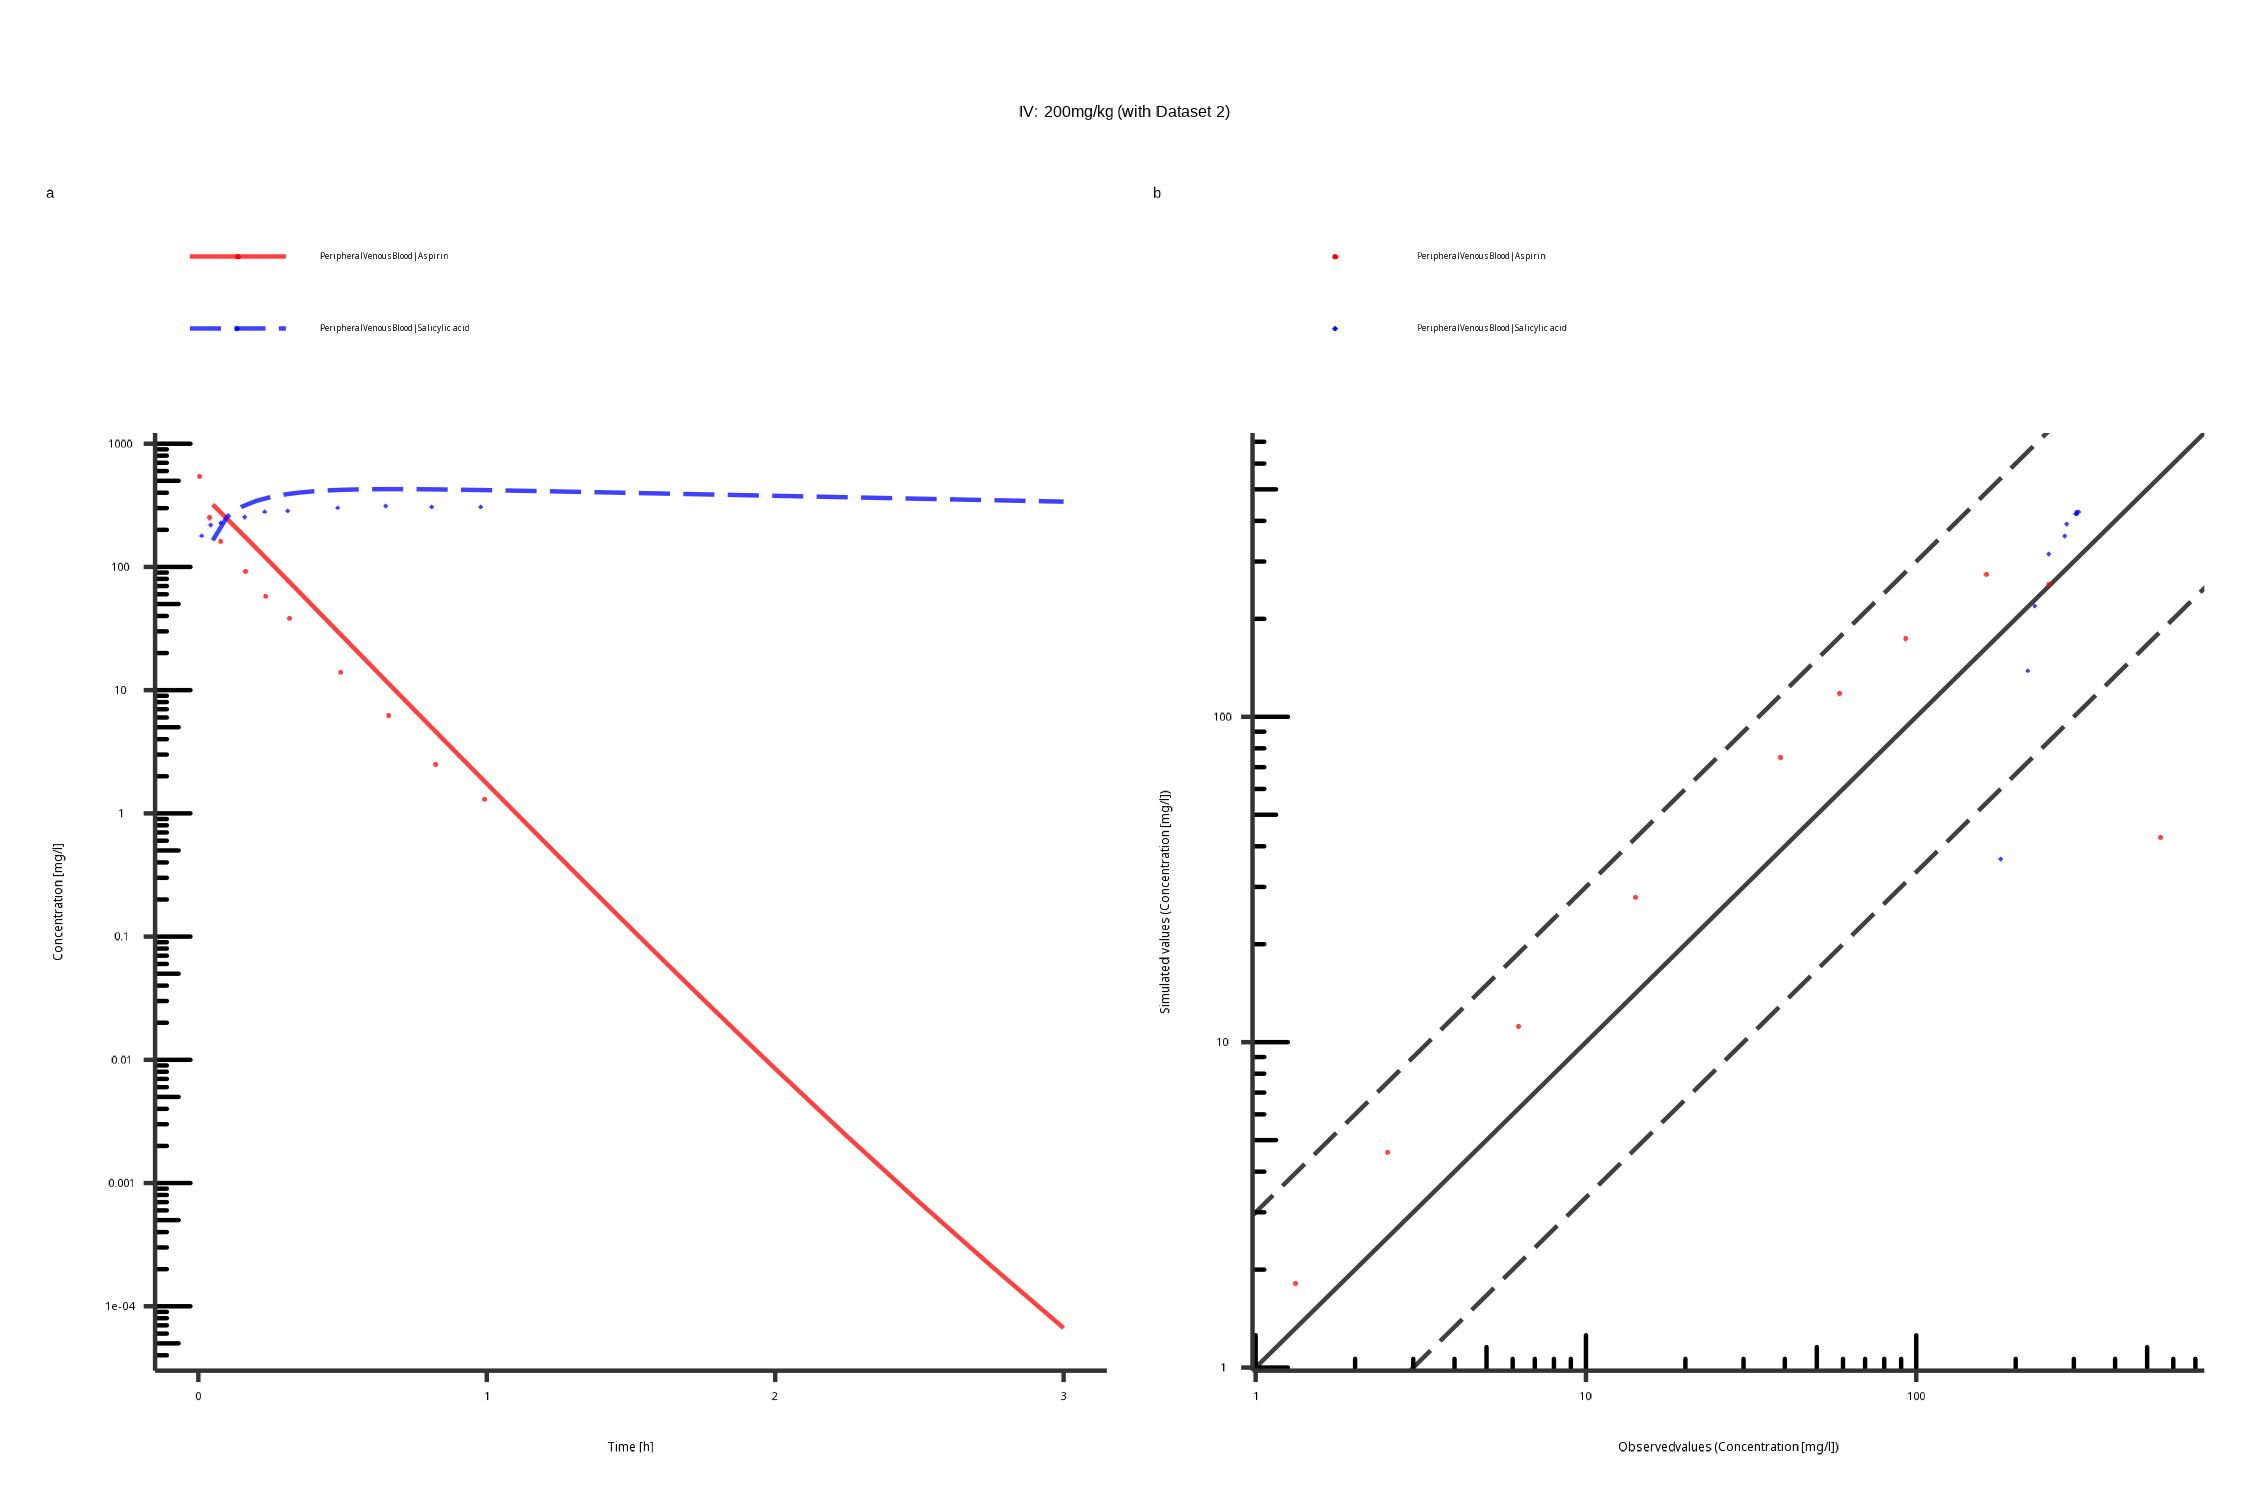 IV: 200mg/kg (with Dataset 2)
a
PeripheralVenousBlood|Aspirin
PeripheralVenousBlood|Salicylic acid
1000
100
10
1
0.1
0.01
0.001
1e-04
Concentration [mg/l]
0 1 2 3
Time [h]
b
PeripheralVenousBlood|Aspirin
PeripheralVenousBlood|Salicylic acid
100
10
1
Simulated values (Concentration [mg/l])
1 10 100
Observedvalues (Concentration [mg/l])